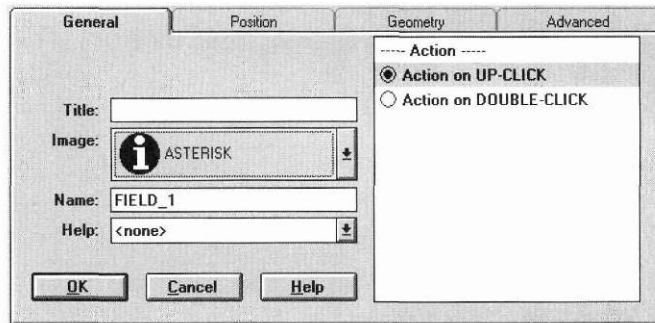 General Position Geometry Advanced
Title:
Image: ASTERISK
Name: FIELD_1
Help: <none>
OK Cancel Help
----- Action -----
Action on UP-CLICK
Action on DOUBLE-CLICK